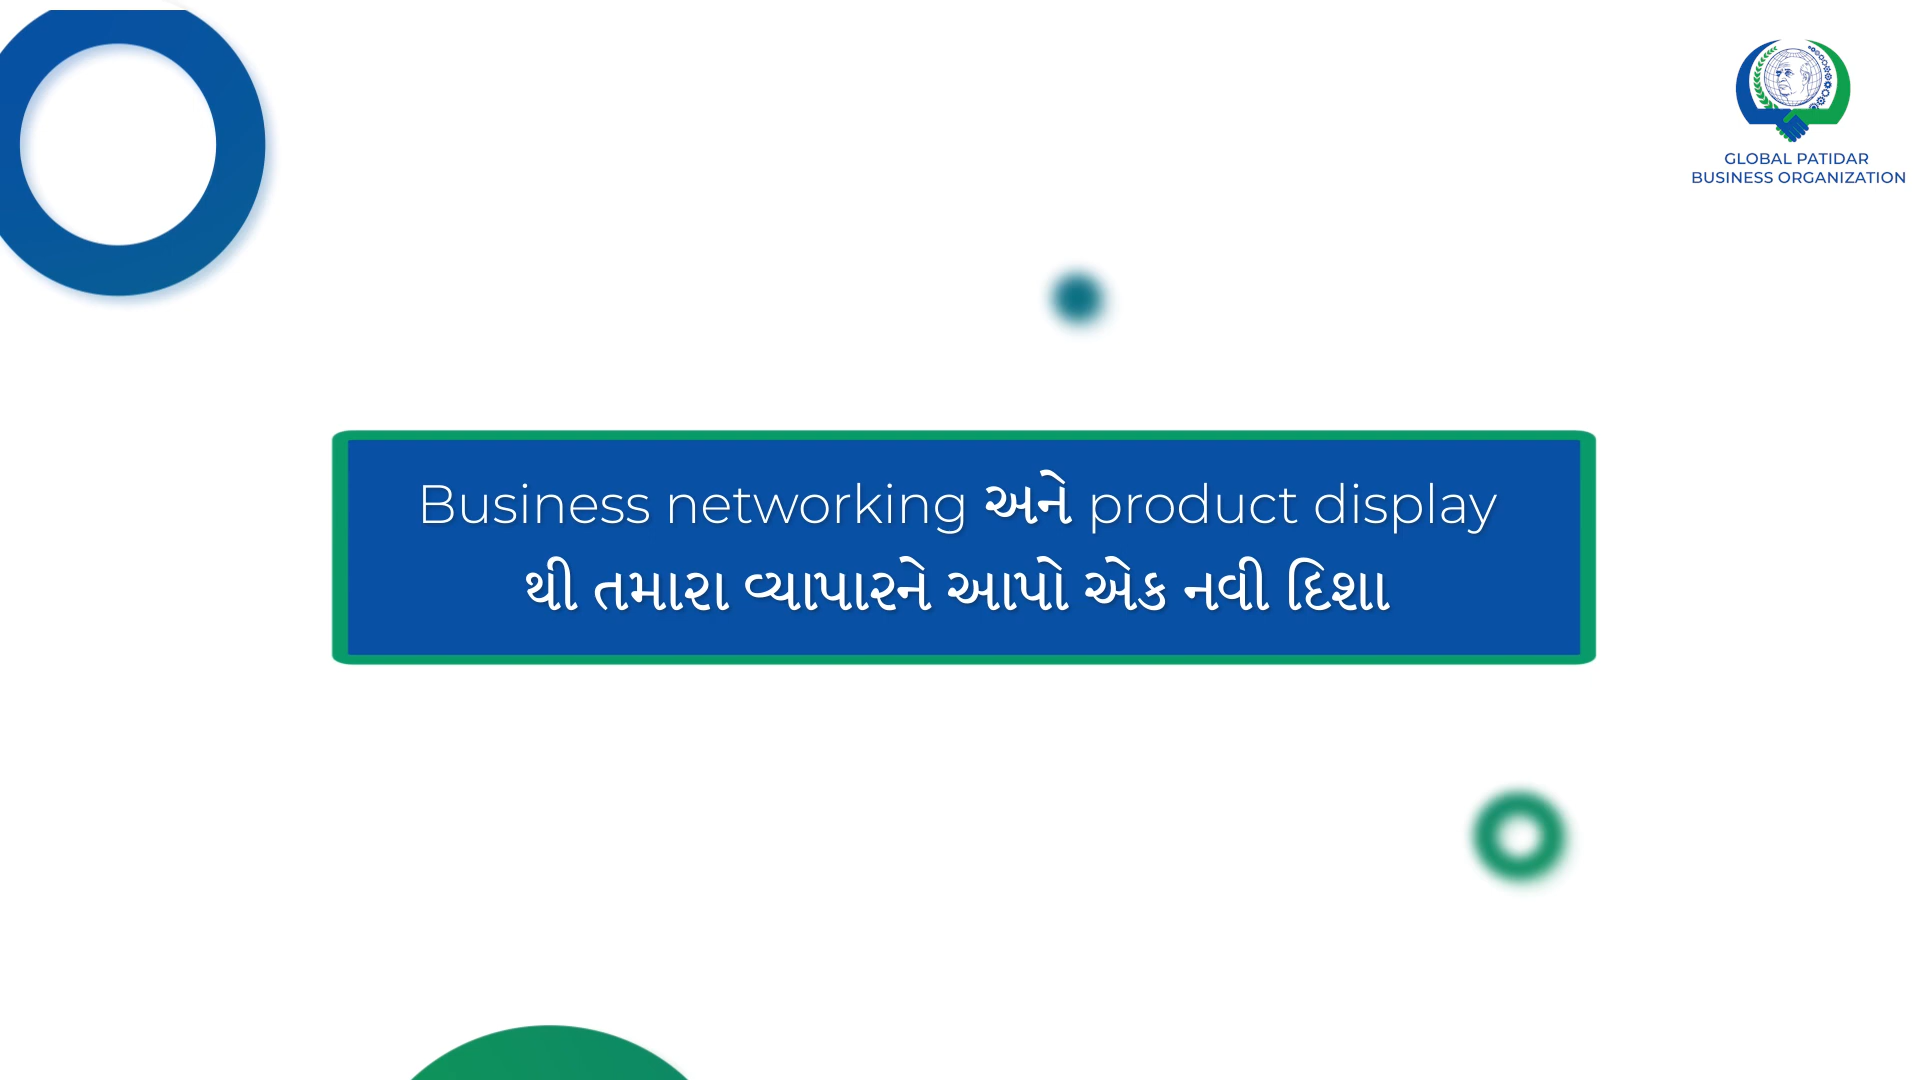 GLOBAL PATIDAR
BUSINESS ORGANIZATION
Business networking અને product display
થી તમારા વ્યાપારને આપો એક નવી દિશા